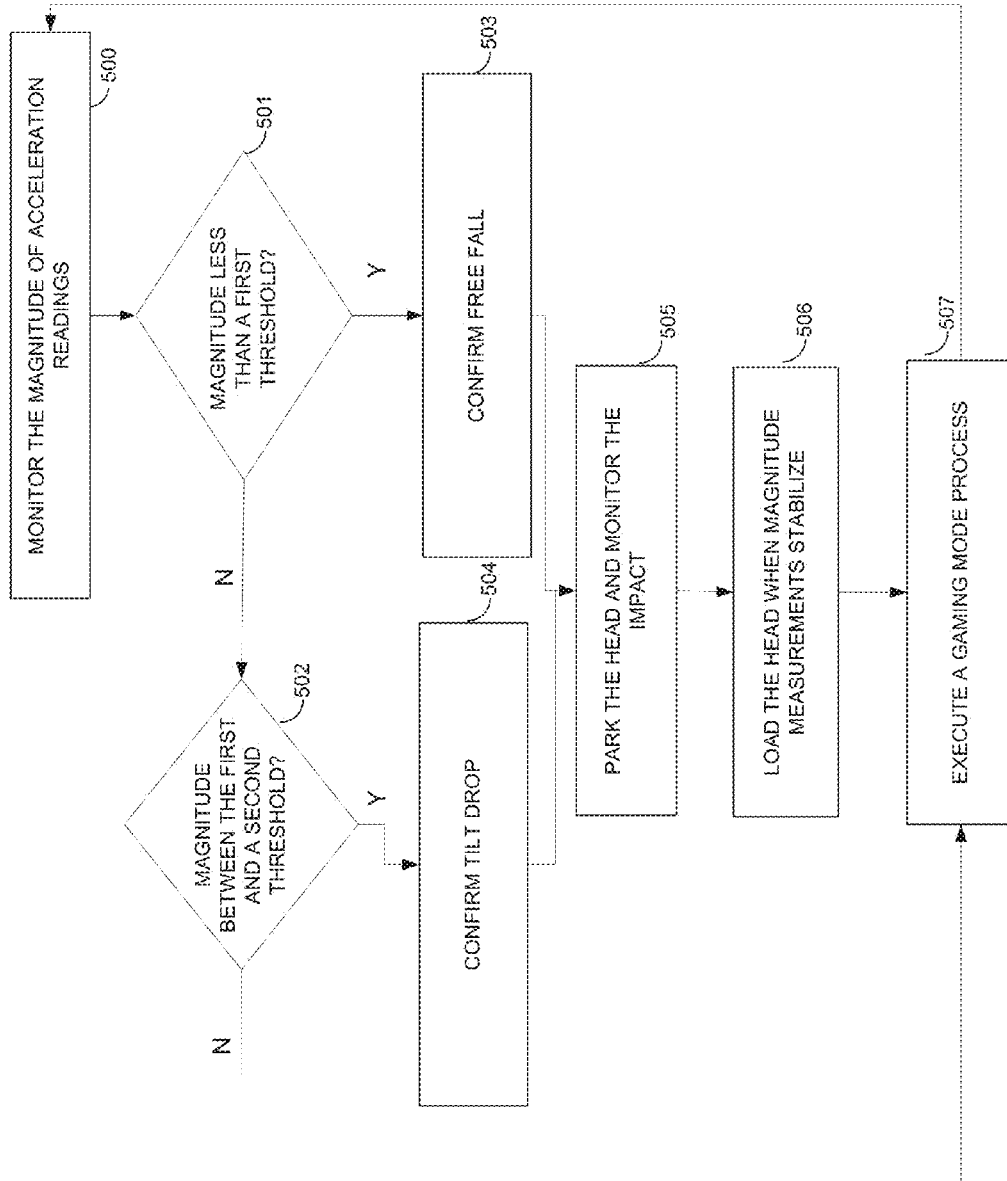 MONITOR THE MAGNITUDE OF ACCELERATION
READINGS
500
MAGNITUDE LESS
THAN A FIRST
THRESHOLD?
501
N
Y
MAGNITUDE
BETWEEN THE FIRST
AND A SECOND
THRESHOLD?
502
N
Y
CONFIRM FREE FALL
503
CONFIRM TILT DROP
504
PARK THE HEAD AND MONITOR THE
IMPACT
505
LOAD THE HEAD WHEN MAGNITUDE
MEASUREMENTS STABILIZE
506
EXECUTE A GAMING MODE PROCESS
507